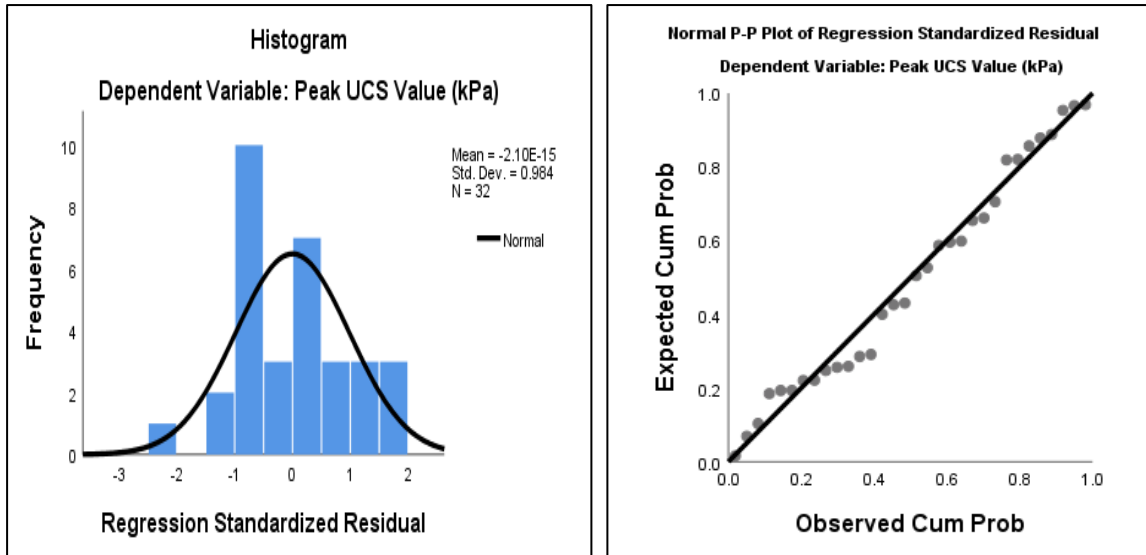 Histogram
Dependent Variable: Peak UCS Value (kPa)
Mean = -2.10E-15
Std. Dev. = 0.984
N = 32
Normal
Frequency
10
8
6
4
2
0
-3 -2 -1 0 1 2
Regression Standardized Residual
Normal P-P Plot of Regression Standardized Residual
Dependent Variable: Peak UCS Value (kPa)
Expected Cum Prob
1.0
0.8
0.6
0.4
0.2
0.0
0.0 0.2 0.4 0.6 0.8 1.0
Observed Cum Prob